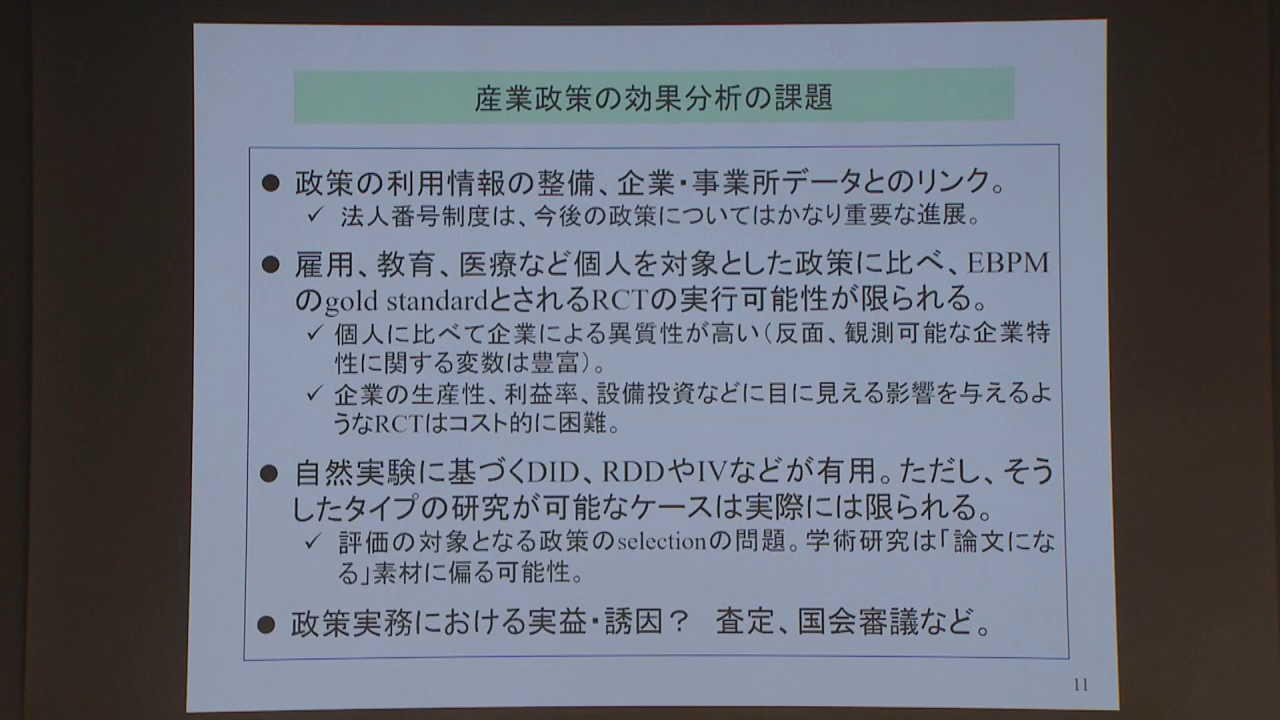 産業政策の効果分析の課題
● 政策の利用情報の整備、企業・事業所データとのリンク。
✓ 法人番号制度は、今後の政策についてはかなり重要な進展。
● 雇用、教育、医療など個人を対象とした政策に比べ、EBPM
のgold standardとされるRCTの実行可能性が限られる。
✓ 個人に比べて企業による異質性が高い（反面、観測可能な企業特
性に関する変数は豊富）。
✓ 企業の生産性、利益率、設備投資などに目に見える影響を与えるよ
うなRCTはコスト的に困難。
● 自然実験に基づくDID、RDDやIVなどが有用。ただし、そう
したタイプの研究が可能なケースは実際には限られる。
✓ 評価の対象となる政策のselectionの問題。学術研究は「論文にな
る」素材に偏る可能性。
● 政策実務における実益・誘因？　査定、国会審議など。
11